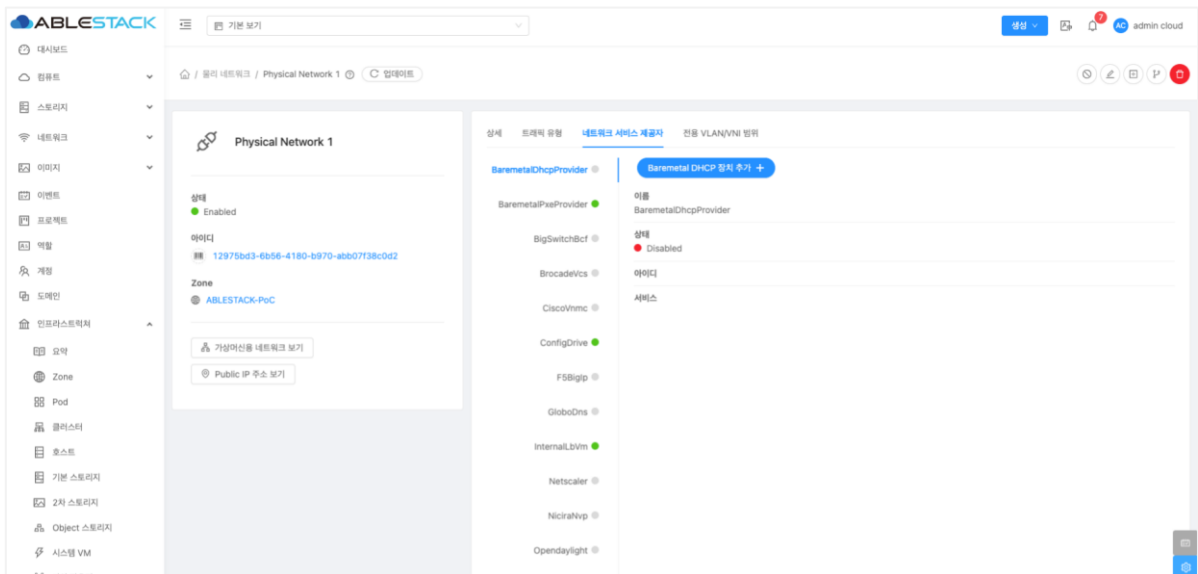 ABLESTACK
기본 보기
생성
7
AC
admin cloud
대시보드
컴퓨트
스토리지
네트워크
이미지
이벤트
프로젝트
역할
계정
도메인
인프라스트럭쳐
요약
Zone
Pod
클러스터
호스트
기본 스토리지
2차 스토리지
Object 스토리지
시스템 VM
/ 물리 네트워크 / Physical Network 1
업데이트
Physical Network 1
상태
Enabled
아이디
12975bd3-6b56-4180-b970-abb07f38c0d2
Zone
ABLESTACK-PoC
가상머신용 네트워크 보기
Public IP 주소 보기
상세 트래픽 유형 네트워크 서비스 제공자 전용 VLAN/VNI 범위
BaremetalDhcpProvider
BaremetalPxeProvider
BigSwitchBcf
BrocadeVcs
CiscoVnmc
ConfigDrive
F5BigIp
GloboDns
InternalLbVm
Netscaler
NiciraNvp
Opendaylight
Baremetal DHCP 장치 추가 +
이름
BaremetalDhcpProvider
상태
Disabled
아이디
서비스